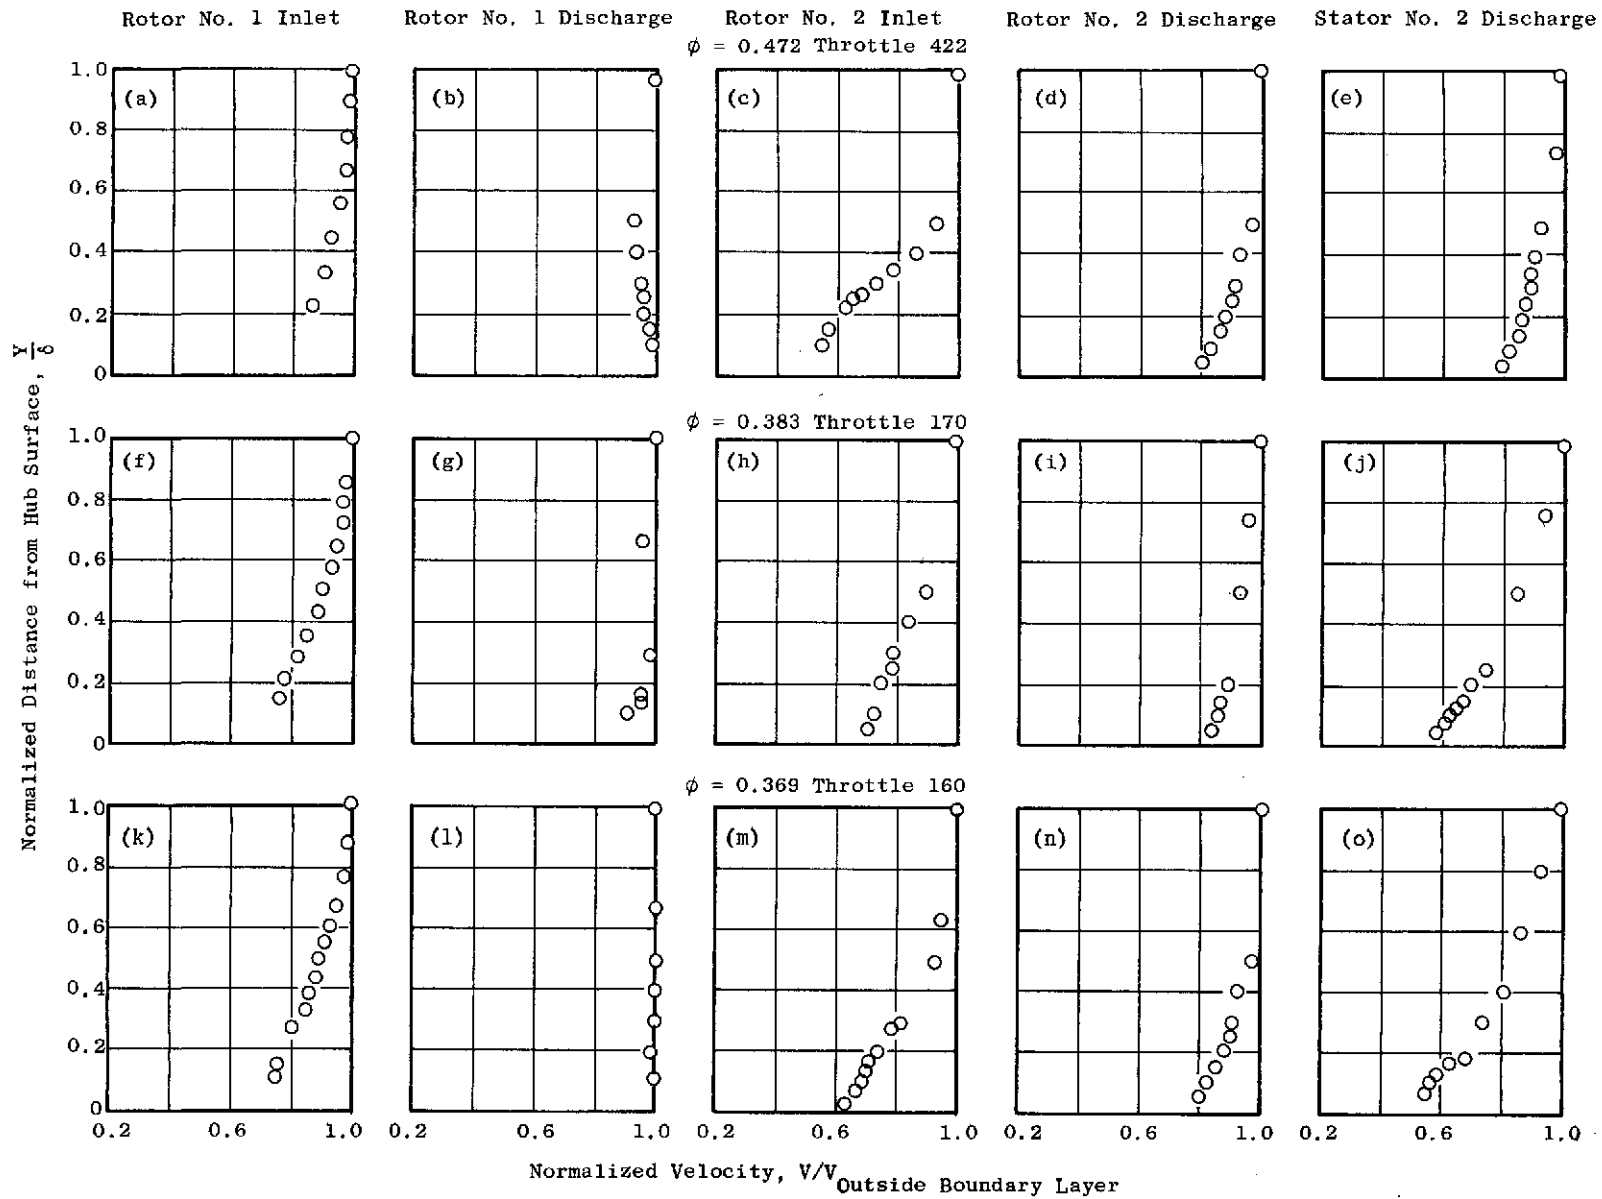 Rotor No. 1 Inlet Rotor No. 1 Discharge Rotor No. 2 Inlet Rotor No. 2 Discharge Stator No. 2 Discharge
φ = 0.472 Throttle 422
1.0
(a) (b) (c) (d) (e)
0.8
0.6
0.4
0.2
0
φ = 0.383 Throttle 170
1.0
(f) (g) (h) (i) (j)
0.8
0.6
0.4
0.2
0
φ = 0.369 Throttle 160
1.0
(k) (l) (m) (n) (o)
0.8
0.6
0.4
0.2
0
0.2 0.6 1.0 0.2 0.6 1.0 0.2 0.6 1.0 0.2 0.6 1.0 0.2 0.6 1.0
Normalized Distance from Hub Surface, Y/δ
Normalized Velocity, V/V Outside Boundary Layer